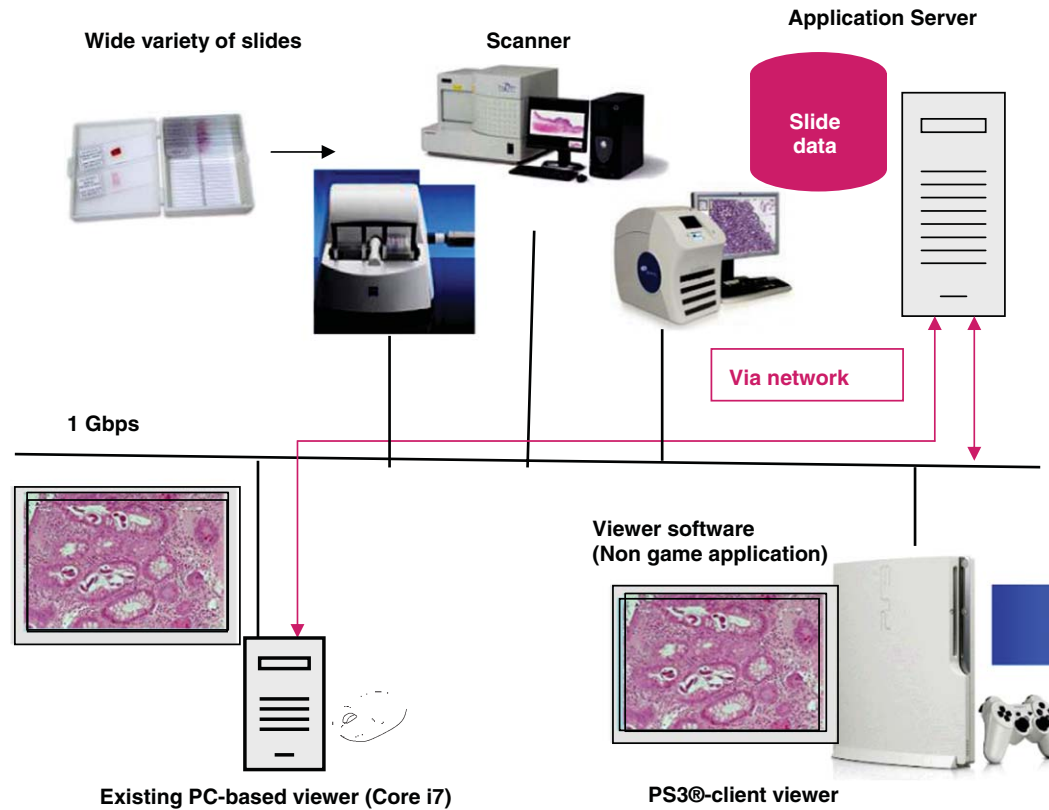 Application Server
Wide variety of slides
Scanner
Slide
data
Via network
1 Gbps
Viewer software
(Non game application)
Existing PC-based viewer (Core i7)
PS3®-client viewer